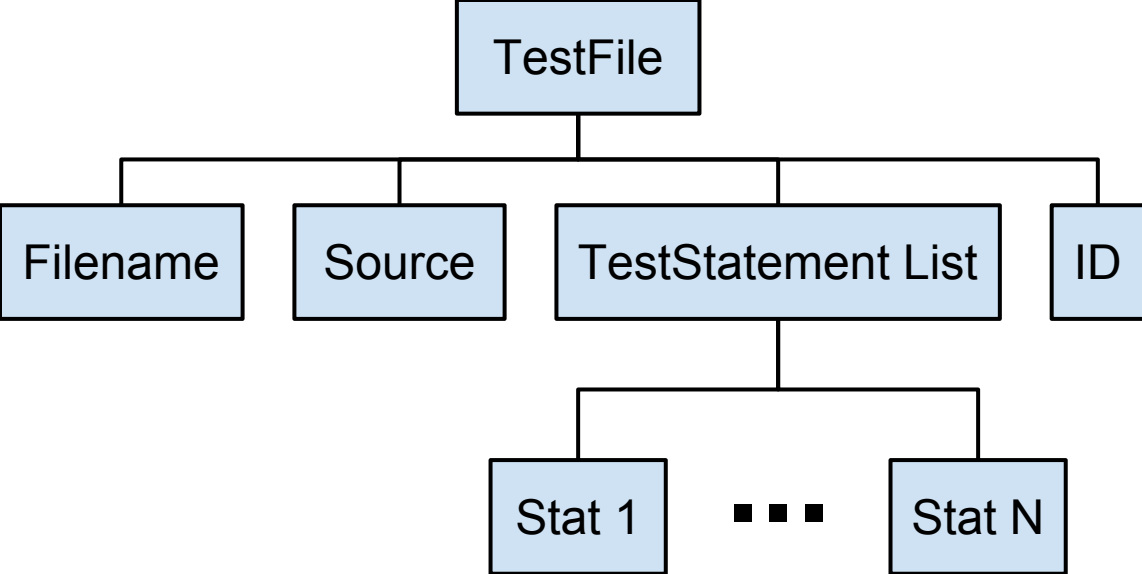 TestFile
Filename
Source
TestStatement List
ID
Stat 1
Stat N